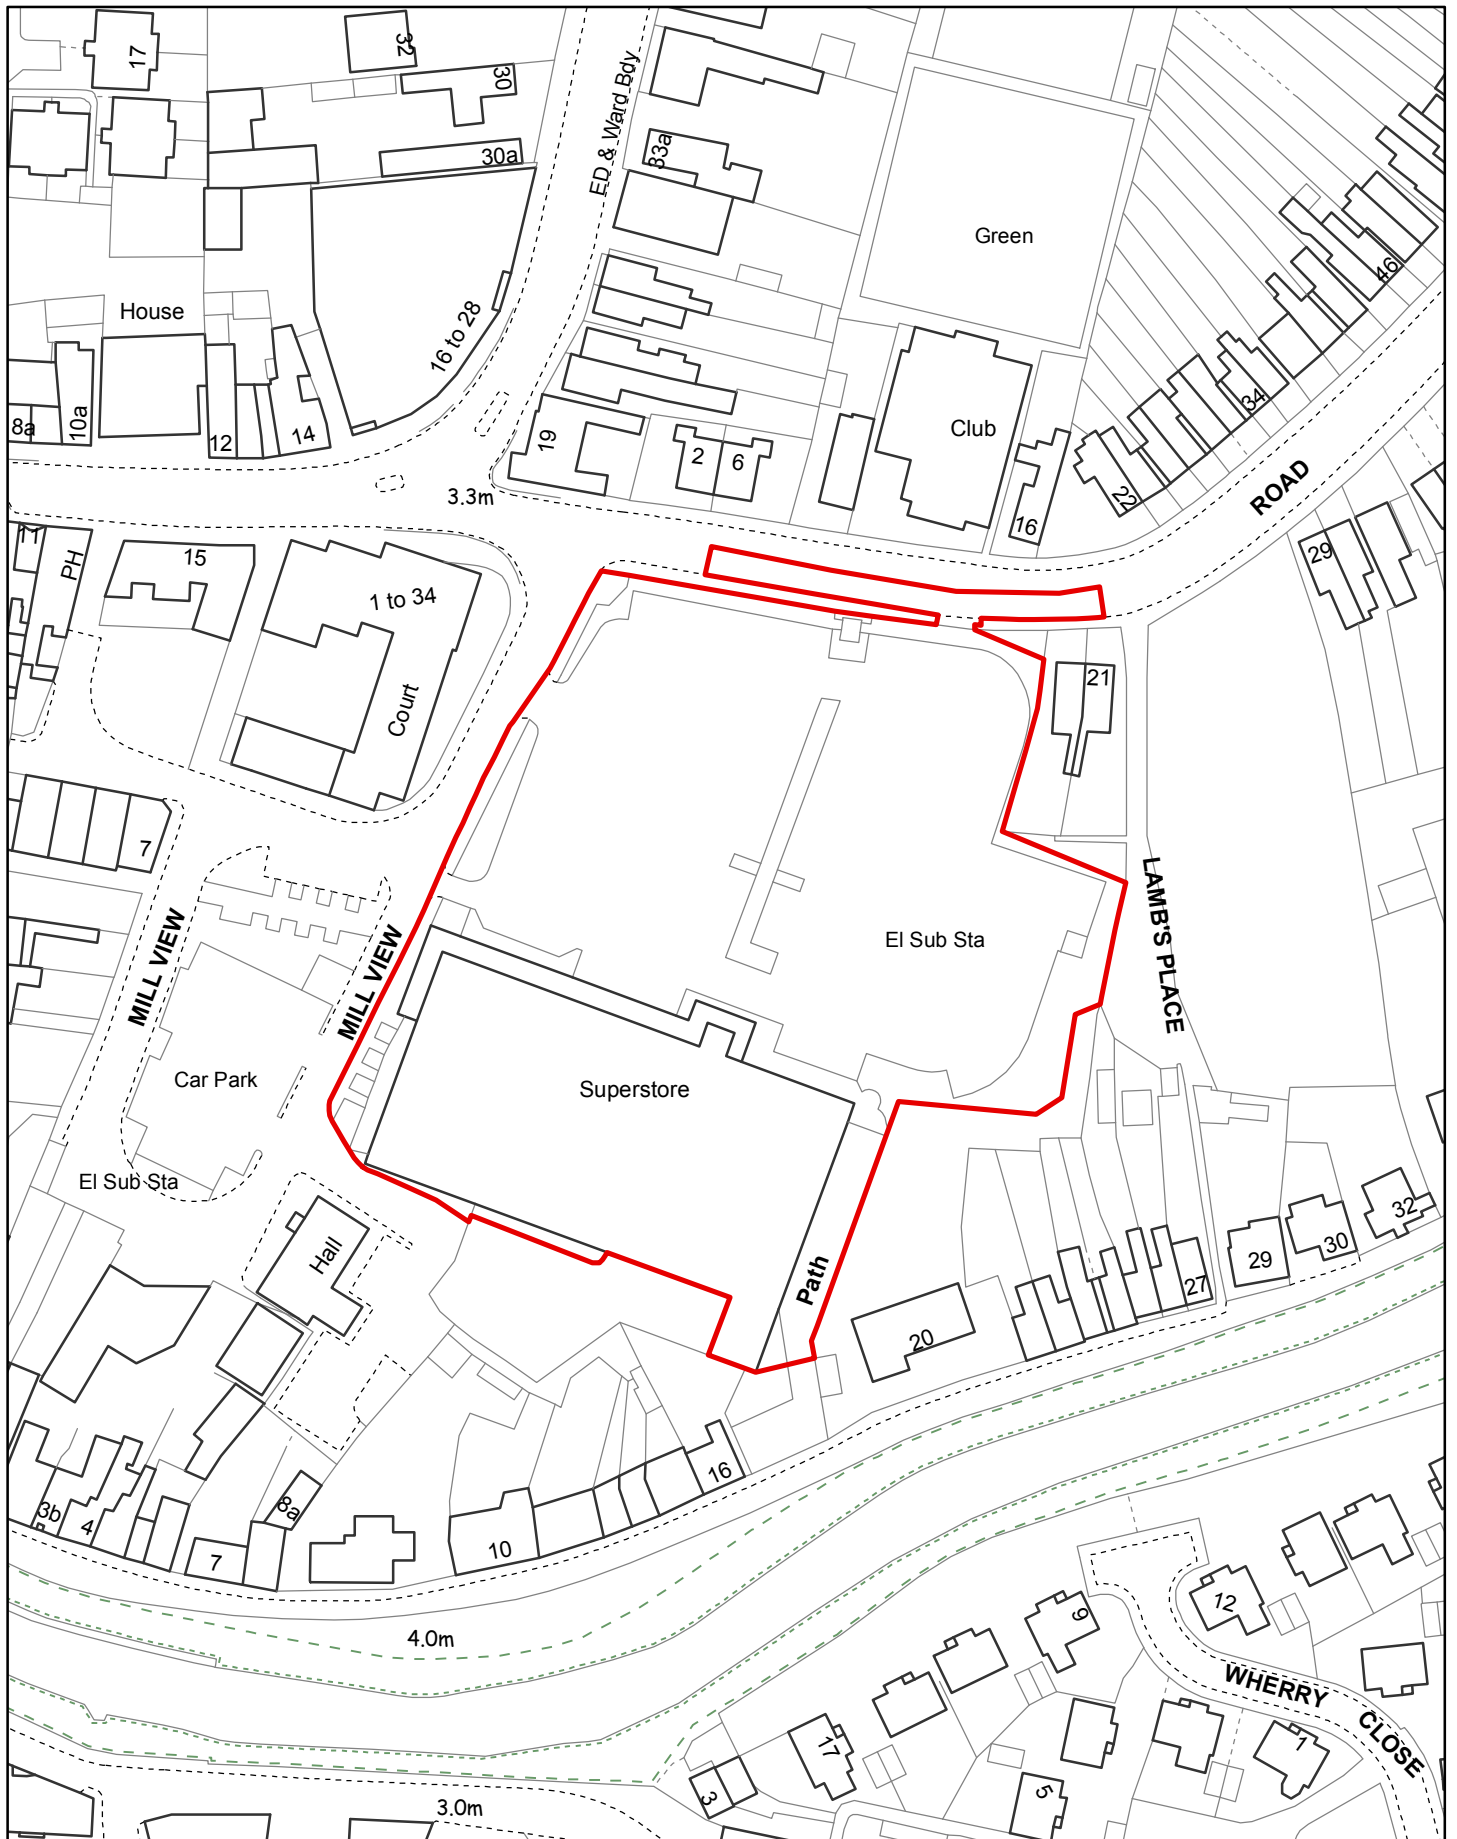 17
32
30
30a
ED & Ward Bdy
33a
Green
House
16 to 28
46
8a
10a
12
14
19
2
6
Club
34
22
16
3.3m
ROAD
11
PH
15
1 to 34
Court
29
21
7
MILL VIEW
MILL VIEW
LAMB'S PLACE
El Sub Sta
Car Park
Superstore
El Sub Sta
Hall
Path
20
27
29
30
32
3b
4
7
8a
10
16
4.0m
9
12
WHERRY
CLOSE
17
3
5
1
3.0m